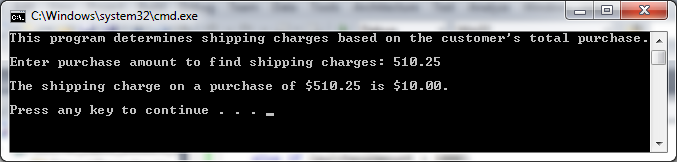 C:\Windows\system32\cmd.exe
This program determines shipping charges based on the customer's total purchase.
Enter purchase amount to find shipping charges: 510.25
The shipping charge on a purchase of $510.25 is $10.00.
Press any key to continue . . . _